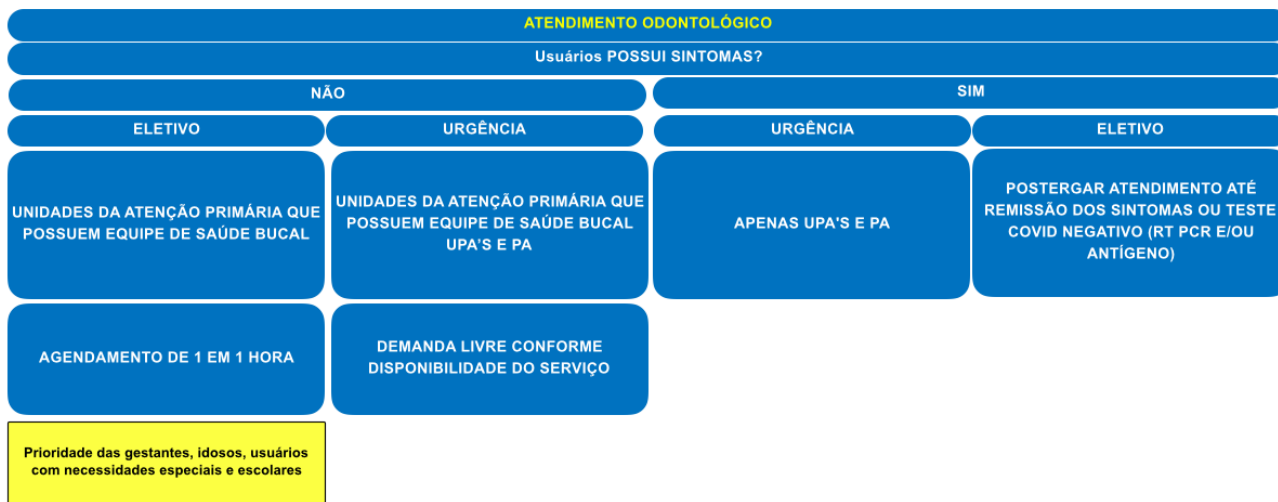 ATENDIMENTO ODONTOLÓGICO
Usuários POSSUI SINTOMAS?
NÃO
SIM
ELETIVO
URGÊNCIA
URGÊNCIA
ELETIVO
UNIDADES DA ATENÇÃO PRIMÁRIA QUE
POSSUEM EQUIPE DE SAÚDE BUCAL
UNIDADES DA ATENÇÃO PRIMÁRIA QUE
POSSUEM EQUIPE DE SAÚDE BUCAL
UPA'S E PA
APENAS UPA'S E PA
POSTERGAR ATENDIMENTO ATÉ
REMISSÃO DOS SINTOMAS OU TESTE
COVID NEGATIVO (RT PCR E/OU
ANTÍGENO)
AGENDAMENTO DE 1 EM 1 HORA
DEMANDA LIVRE CONFORME
DISPONIBILIDADE DO SERVIÇO
Prioridade das gestantes, idosos, usuários
com necessidades especiais e escolares